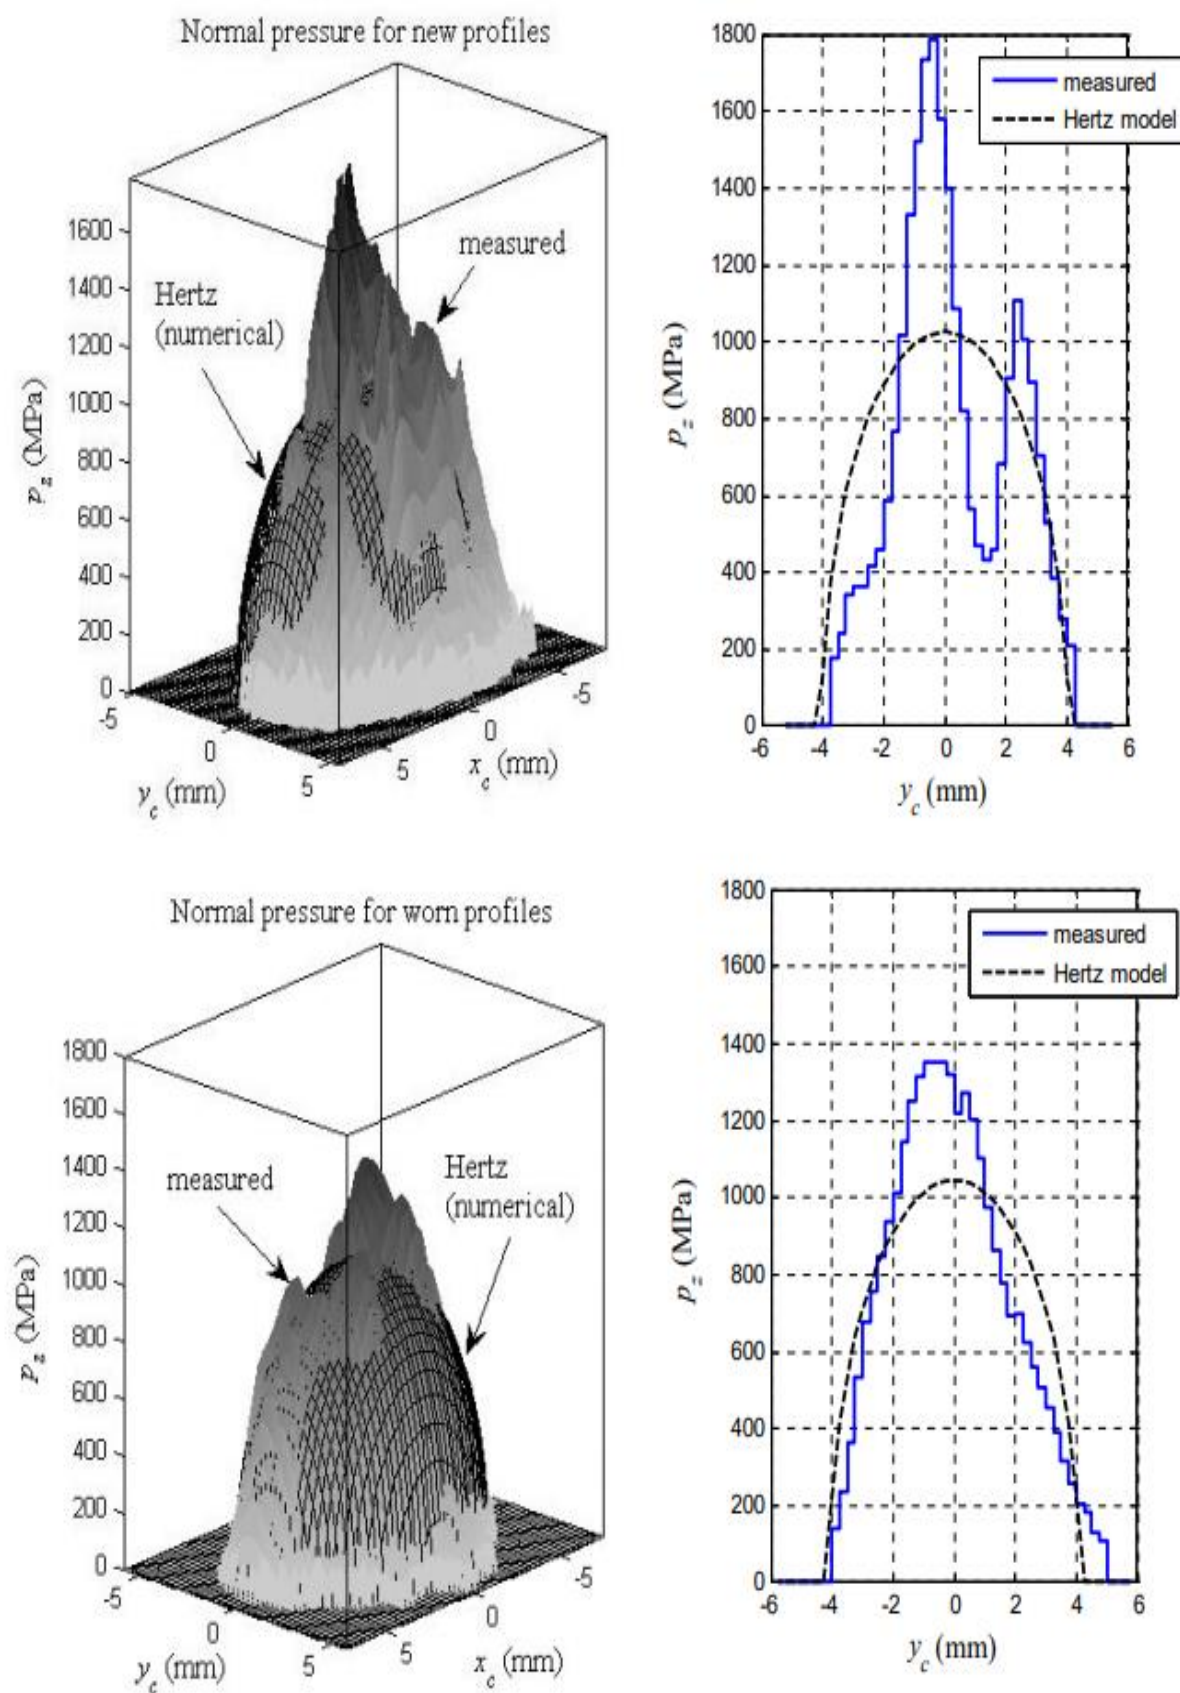 Normal pressure for new profiles
1600
1400
1200
1000
800
600
400
200
0
p_z (MPa)
measured
Hertz
(numerical)
-5
0
5
y_c (mm)
5
0
-5
x_c (mm)
1800
1600
1400
1200
1000
800
600
400
200
0
p_z (MPa)
measured
Hertz model
-6 -4 -2 0 2 4 6
y_c (mm)
Normal pressure for worn profiles
1800
1600
1400
1200
1000
800
600
400
200
0
p_z (MPa)
measured
Hertz
(numerical)
-5
0
5
y_c (mm)
5
0
-5
x_c (mm)
1800
1600
1400
1200
1000
800
600
400
200
0
p_z (MPa)
measured
Hertz model
-6 -4 -2 0 2 4 6
y_c (mm)